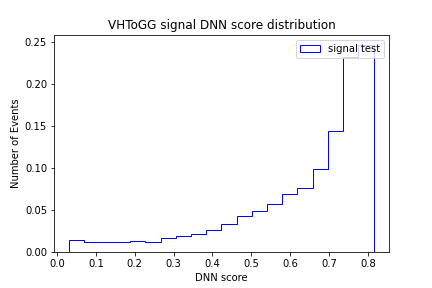 VHToGG signal DNN score distribution
signal test
Number of Events
0.25
0.20
0.15
0.10
0.05
0.00
0.0 0.1 0.2 0.3 0.4 0.5 0.6 0.7 0.8
DNN score